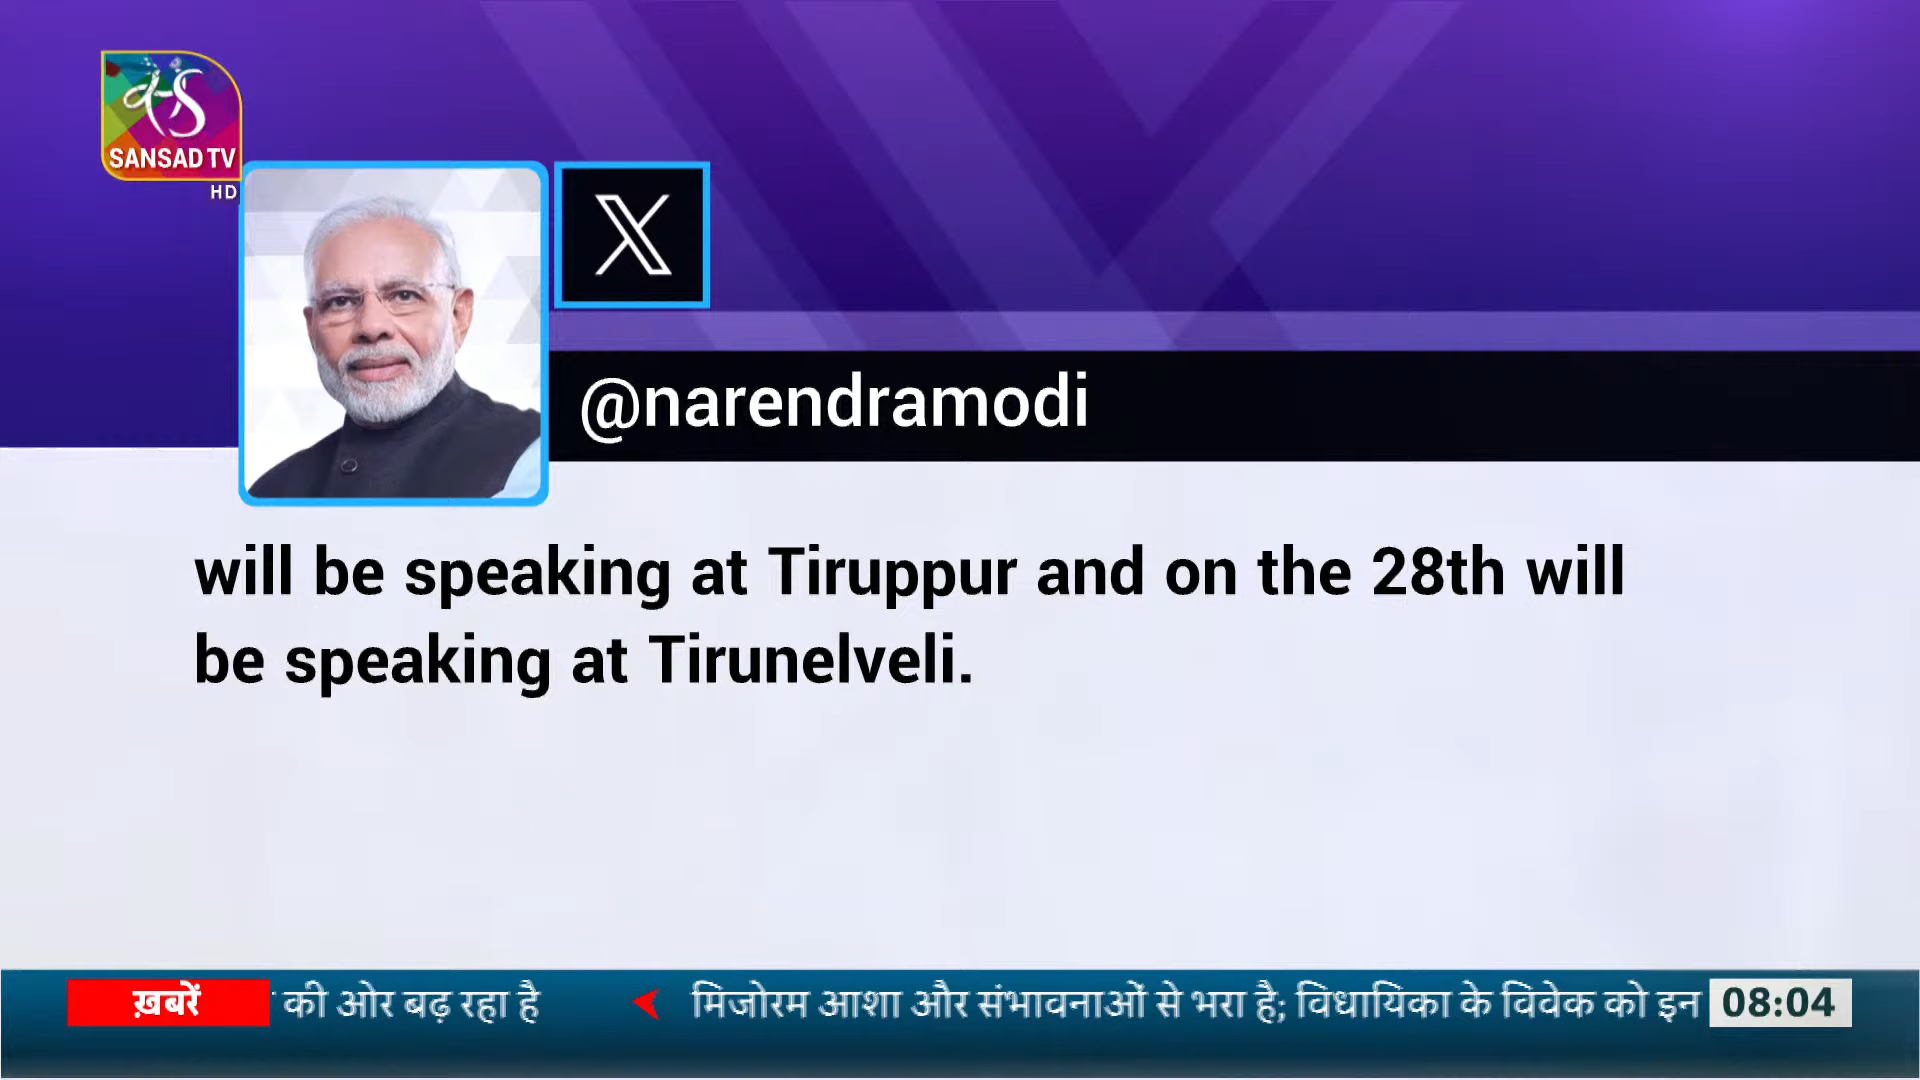 SANSAD TV
HD
@narendramodi
will be speaking at Tiruppur and on the 28th will
be speaking at Tirunelveli.
ख़बरें
की ओर बढ़ रहा है
मिजोरम आशा और संभावनाओं से भरा है; विधायिका के विवेक को इन
08:04